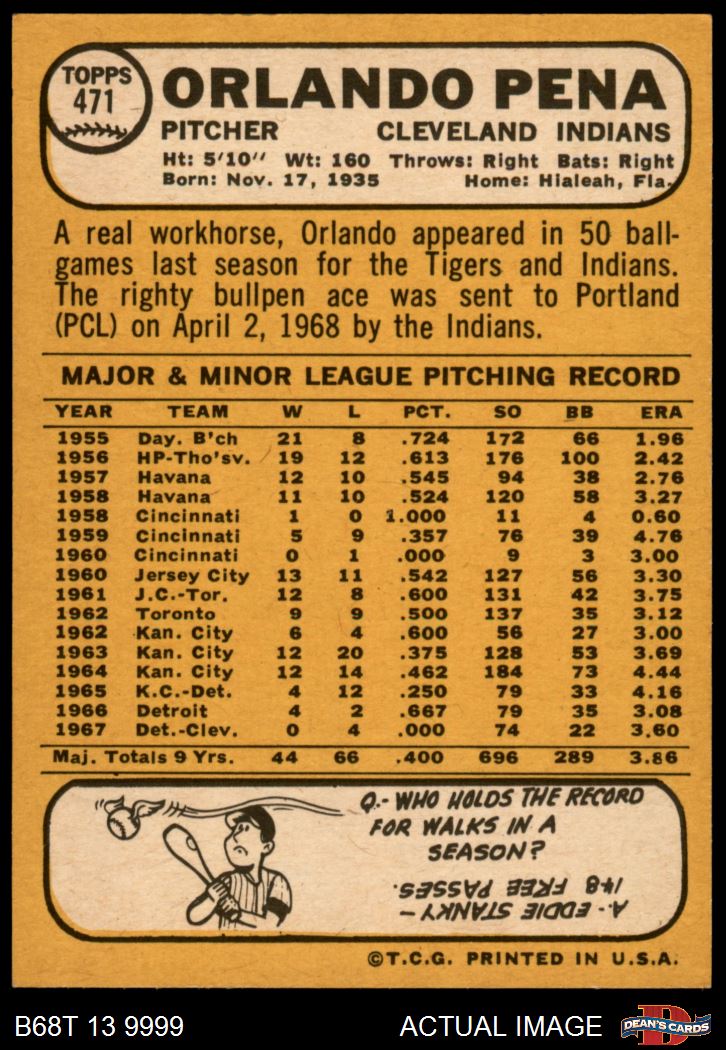 TOPPS
471
ORLANDO PENA
PITCHER CLEVELAND INDIANS
Ht: 5'10" Wt: 160 Throws: Right Bats: Right
Born: Nov. 17, 1935 Home: Hialeah, Fla.
A real workhorse, Orlando appeared in 50 ball-
games last season for the Tigers and Indians.
The righty bullpen ace was sent to Portland
(PCL) on April 2, 1968 by the Indians.
MAJOR & MINOR LEAGUE PITCHING RECORD
YEAR TEAM W L PCT. SO BB ERA
1955 Day. B'ch 21 8 .724 172 66 1.96
1956 HP-Tho'sv. 19 12 .613 176 100 2.42
1957 Havana 12 10 .545 94 38 2.76
1958 Havana 11 10 .524 120 58 3.27
1958 Cincinnati 1 0 1.000 11 4 0.60
1959 Cincinnati 5 9 .357 76 39 4.76
1960 Cincinnati 0 1 .000 9 3 3.00
1960 Jersey City 13 11 .542 127 56 3.30
1961 J.C.-Tor. 12 8 .600 131 42 3.75
1962 Toronto 9 9 .500 137 35 3.12
1962 Kan. City 6 4 .600 56 27 3.00
1963 Kan. City 12 20 .375 128 53 3.69
1964 Kan. City 12 14 .462 184 73 4.44
1965 K.C.-Det. 4 12 .250 79 33 4.16
1966 Detroit 4 2 .667 79 35 3.08
1967 Det.-Clev. 0 4 .000 74 22 3.60
Maj. Totals 9 Yrs. 44 66 .400 696 289 3.86
Q.- WHO HOLDS THE RECORD
FOR WALKS IN A
SEASON?
A.- EDDIE STANKY -
148 FREE PASSES.
©T.C.G. PRINTED IN U.S.A.
B68T 13 9999 ACTUAL IMAGE
D
DEAN'S CARDS